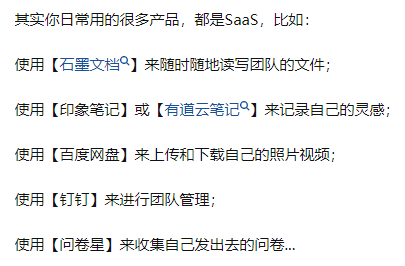 其实你日常用的很多产品，都是SaaS，比如：
使用【石墨文档】来随时随地读写团队的文件；
使用【印象笔记】或【有道云笔记】来记录自己的灵感；
使用【百度网盘】来上传和下载自己的照片视频；
使用【钉钉】来进行团队管理；
使用【问卷星】来收集自己发出去的问卷...